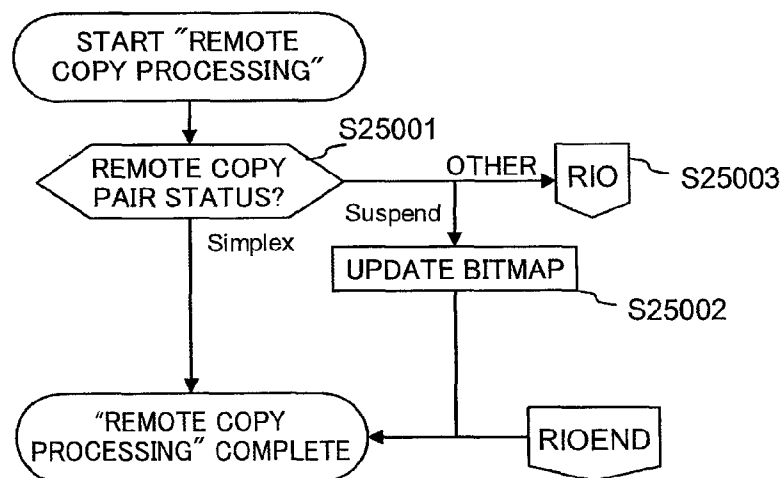 START "REMOTE
COPY PROCESSING"
S25001
REMOTE COPY
PAIR STATUS?
OTHER
RIO
S25003
Suspend
Simplex
UPDATE BITMAP
S25002
"REMOTE COPY
PROCESSING" COMPLETE
RIOEND